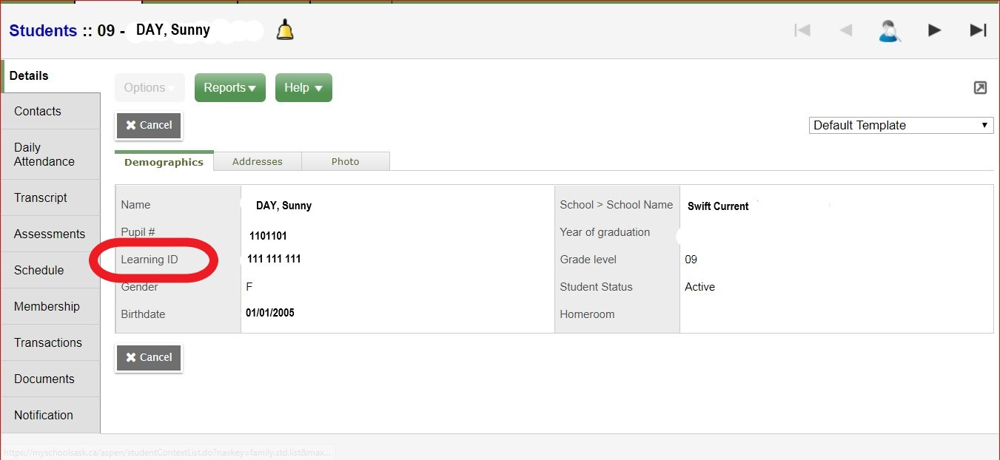 Students :: 09 - DAY, Sunny
Details
Contacts
Daily
Attendance
Transcript
Assessments
Schedule
Membership
Transactions
Documents
Notification
Options
Reports
Help
Cancel
Default Template
Demographics
Addresses
Photo
Name DAY, Sunny
Pupil # 1101101
Learning ID 111 111 111
Gender F
Birthdate 01/01/2005
School > School Name Swift Current
Year of graduation
Grade level 09
Student Status Active
Homeroom
Cancel
https://myschoolsask.ca/aspen/studentContextList.do?navkey=family.std.list&max...